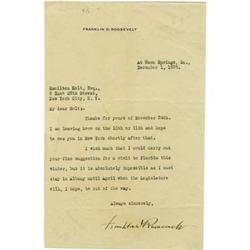 FRANKLIN D. ROOSEVELT
At Warm Springs, Ga.,
December 1, 1929.
Hamilton Holt, Esq.,
New York City, N. Y.
My dear Holt:
Thanks for yours of November
I am leaving here on the 10th or 11th and hope to
see you in New York shortly after that.
I wish much that I could carry out
your fine suggestion for a visit to Florida this
winter, but it is absolutely impossible as I must
stay in Albany until April when the Legislature
will, I hope, be out of the way.
Always sincerely,
Franklin D. Roosevelt